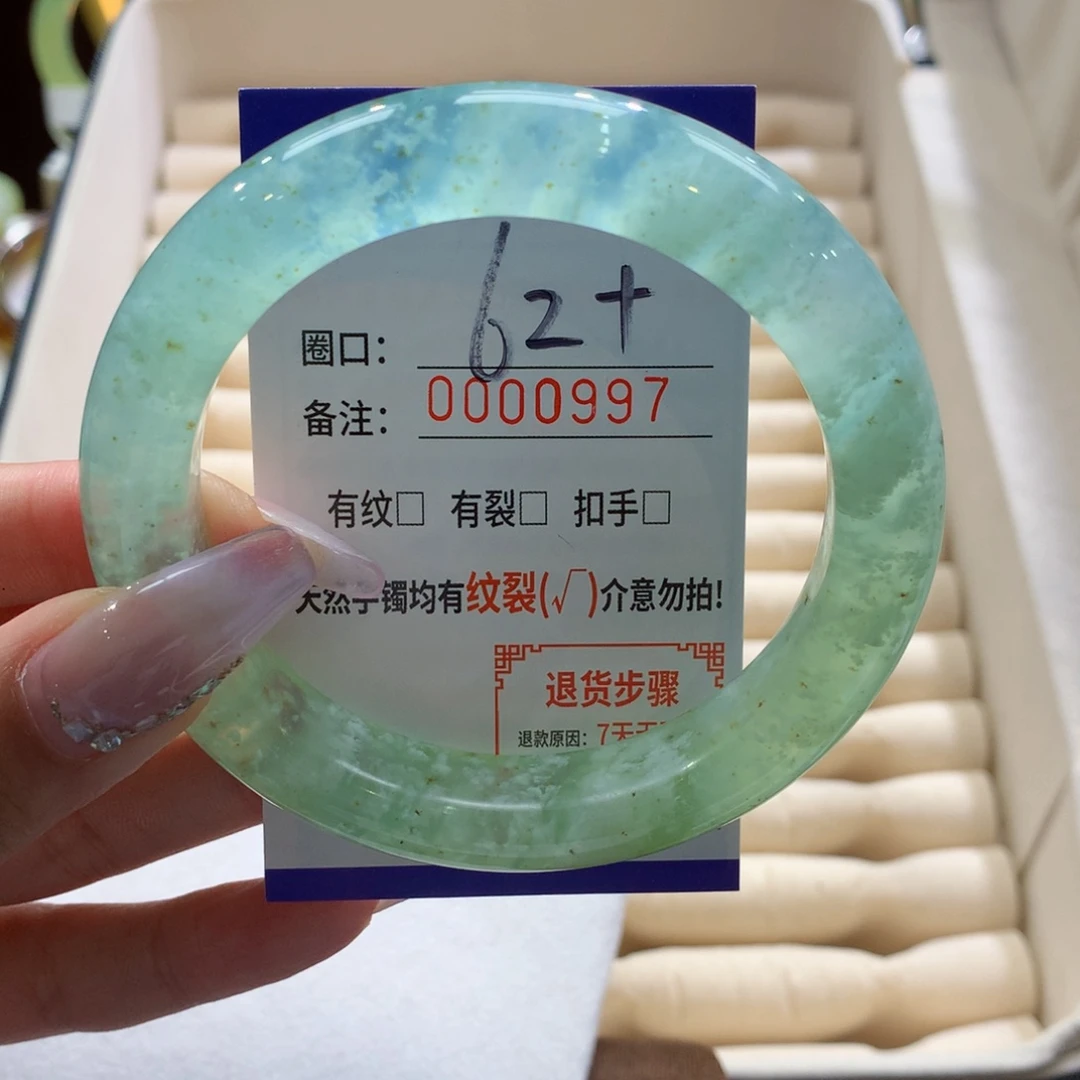 62+
圈口:
备注: 0000997
有纹□ 有裂□ 扣手□
天然手镯均有纹裂(√)介意勿拍!
退货步骤
退款原因: 7天